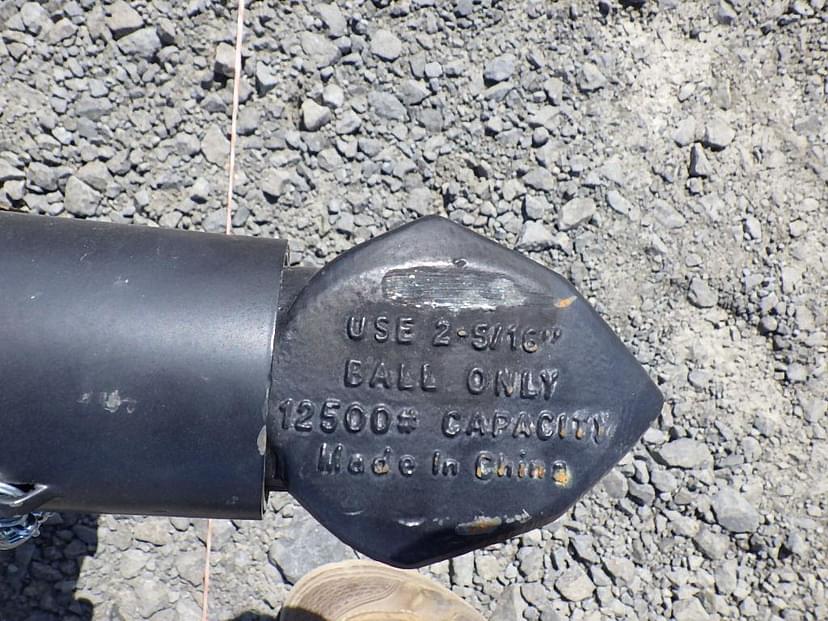 USE 2-5/16"
BALL ONLY
12500# CAPACITY
Made In China